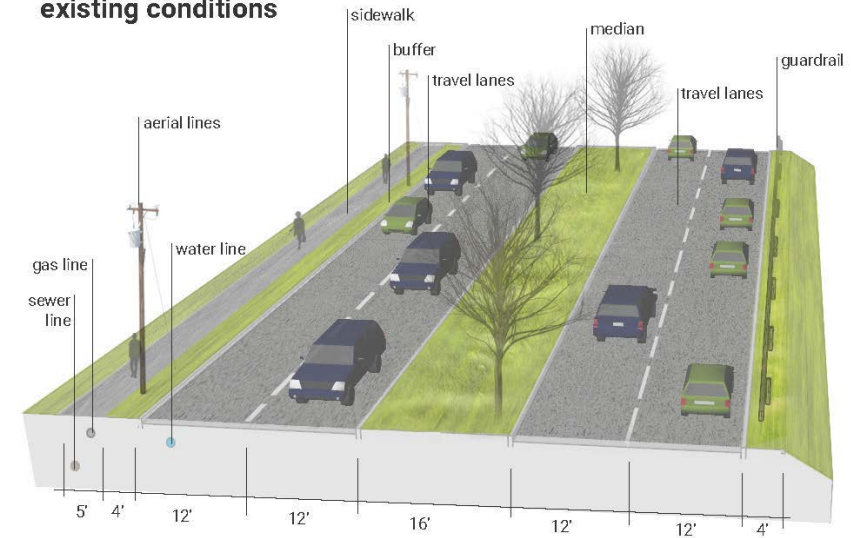 existing conditions
sidewalk
buffer
median
travel lanes
guardrail
travel lanes
aerial lines
water line
gas line
sewer
line
5' 4' 12' 12' 16' 12' 12' 4'